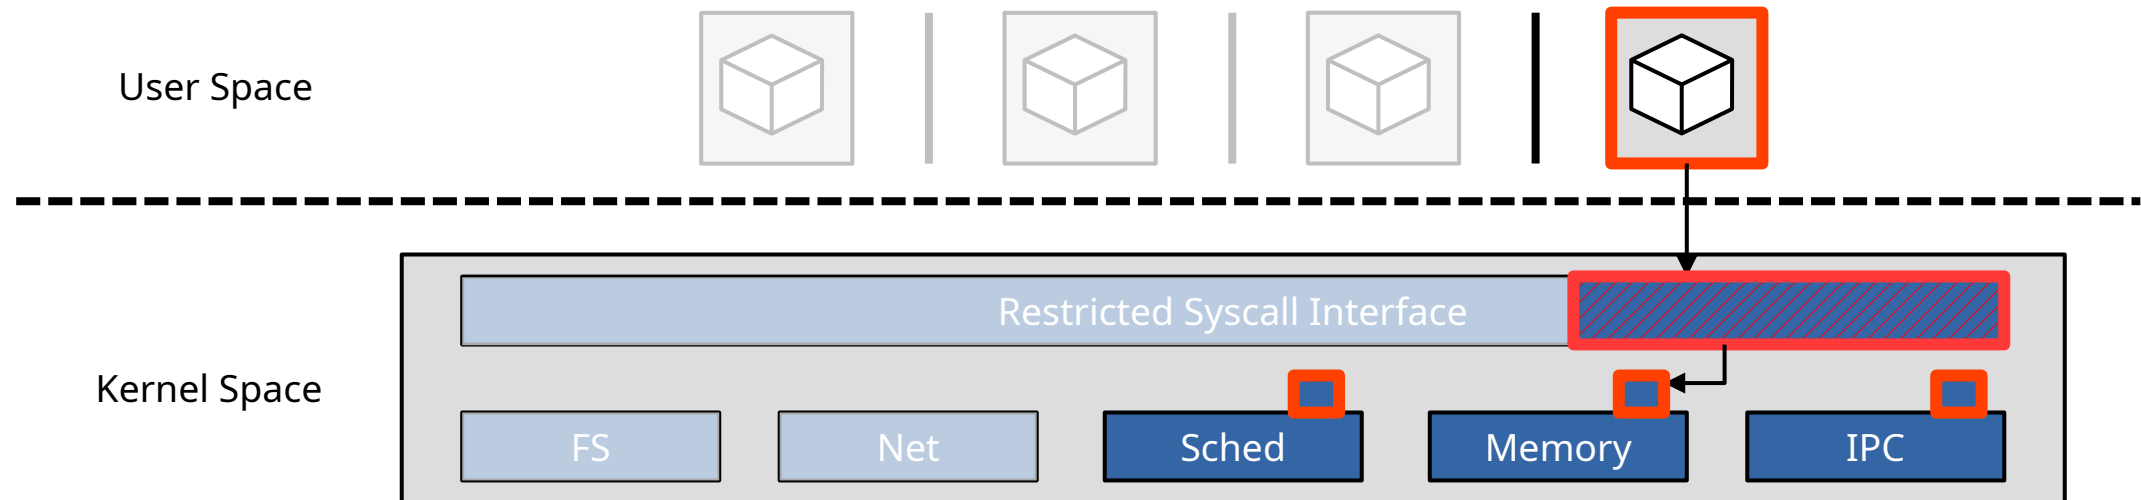 User Space
Restricted Syscall Interface
Kernel Space
FS
Net
Sched
Memory
IPC